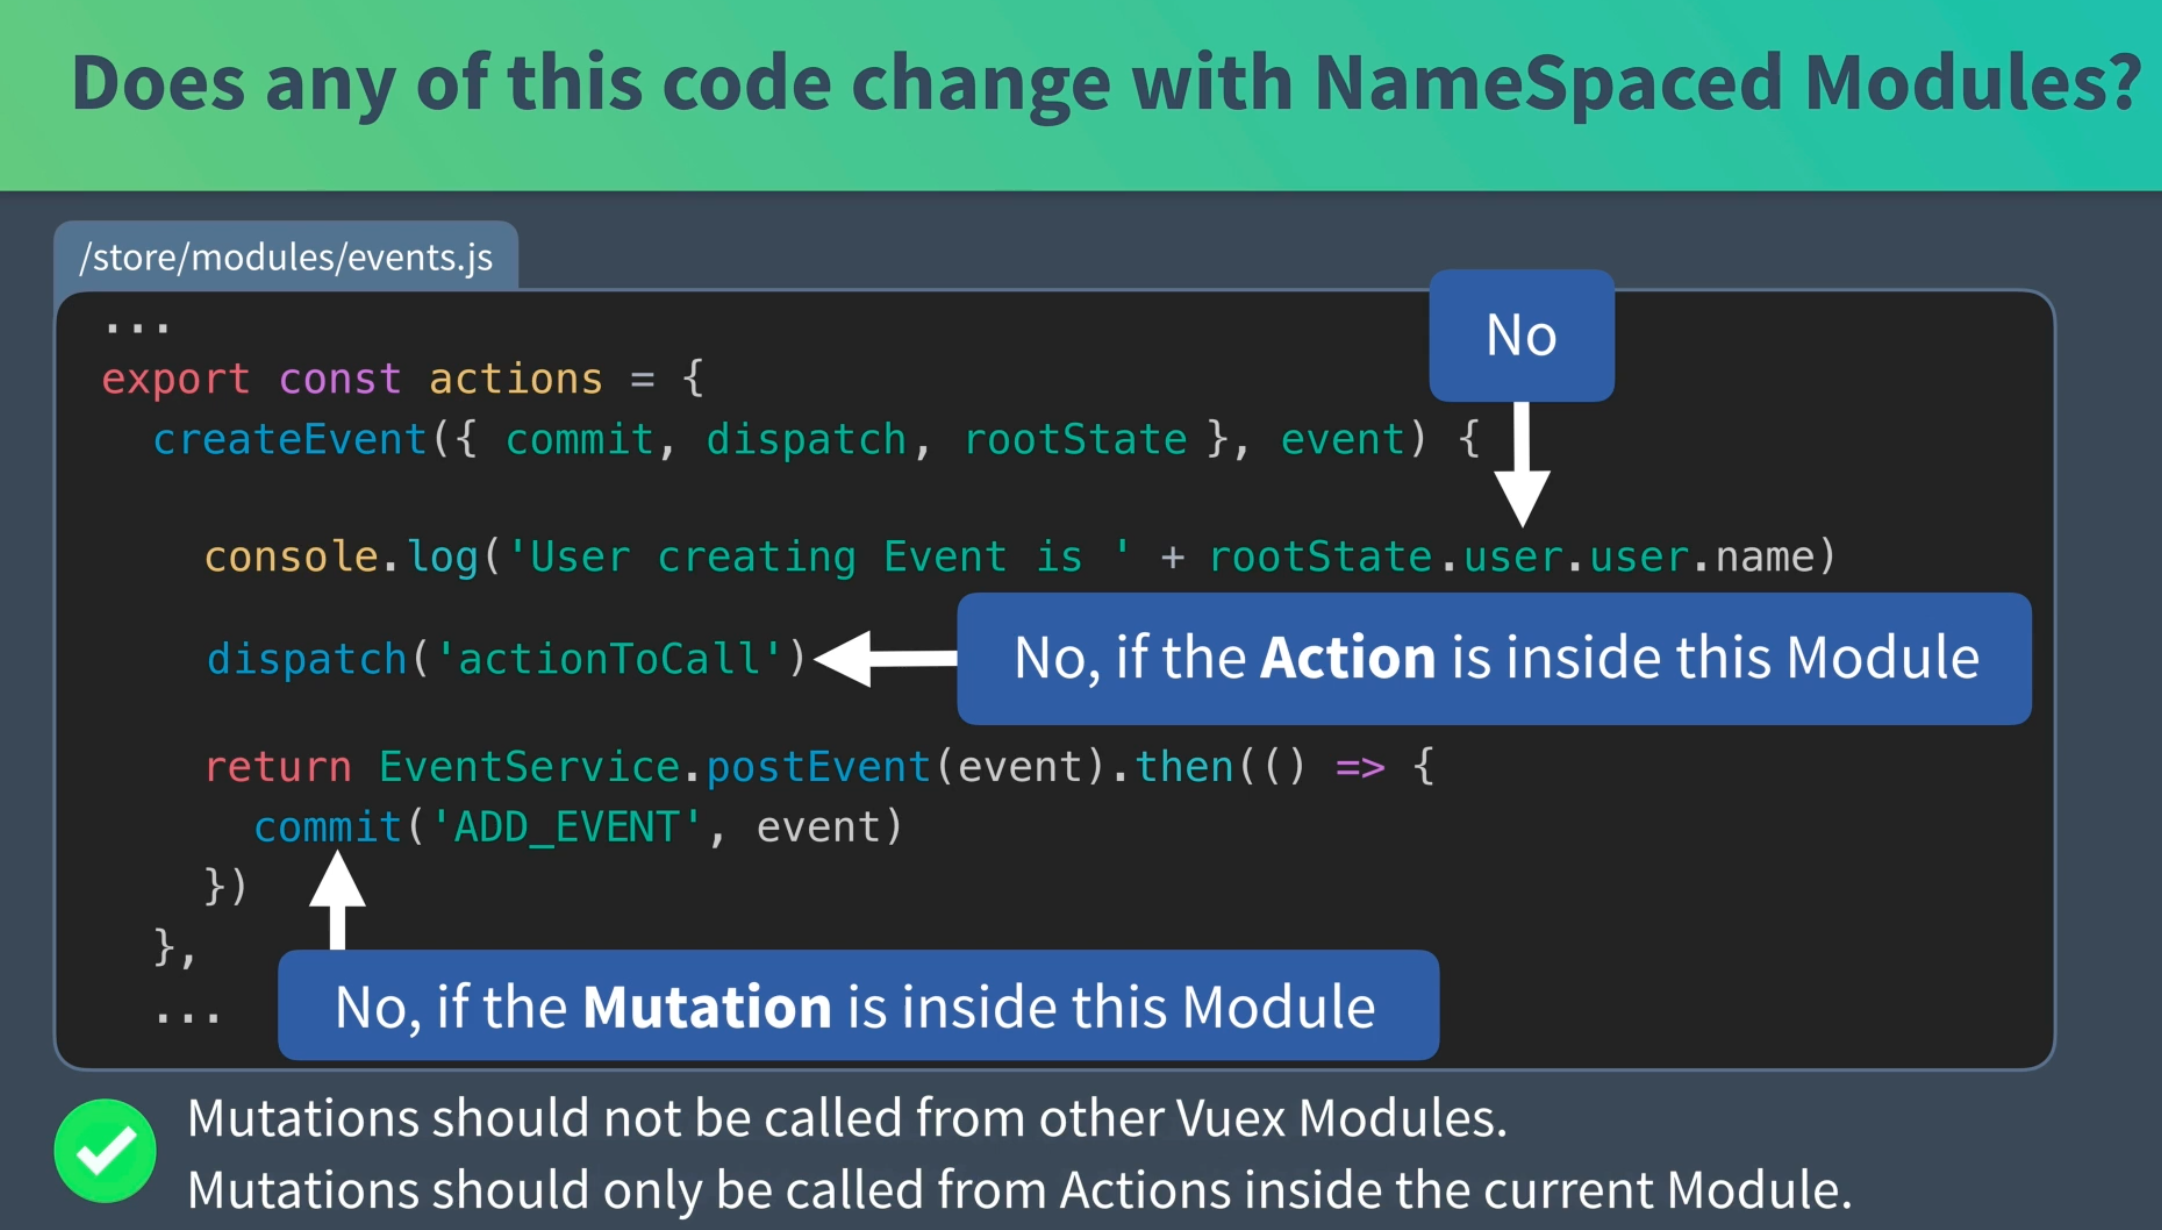 Does any of this code change with NameSpaced Modules?
/store/modules/events.js
...
No
export const actions = {
createEvent({ commit, dispatch, rootState }, event) {
console.log('User creating Event is ' + rootState.user.user.name)
dispatch('actionToCall')
No, if the Action is inside this Module
return EventService.postEvent(event).then(() => {
commit('ADD_EVENT', event)
})
},
No, if the Mutation is inside this Module
...
Mutations should not be called from other Vuex Modules.
Mutations should only be called from Actions inside the current Module.